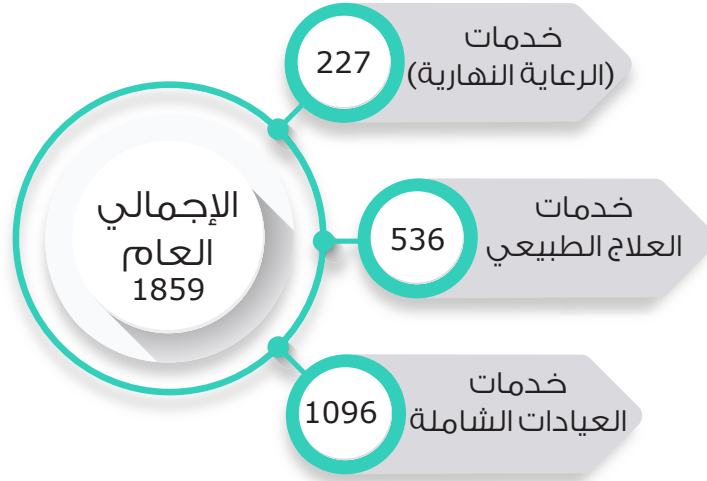 خدمات
(الرعاية النهارية)
227
خدمات
العلاج الطبيعي
536
خدمات
العيادات الشاملة
1096
الإجمالي
العام
1859